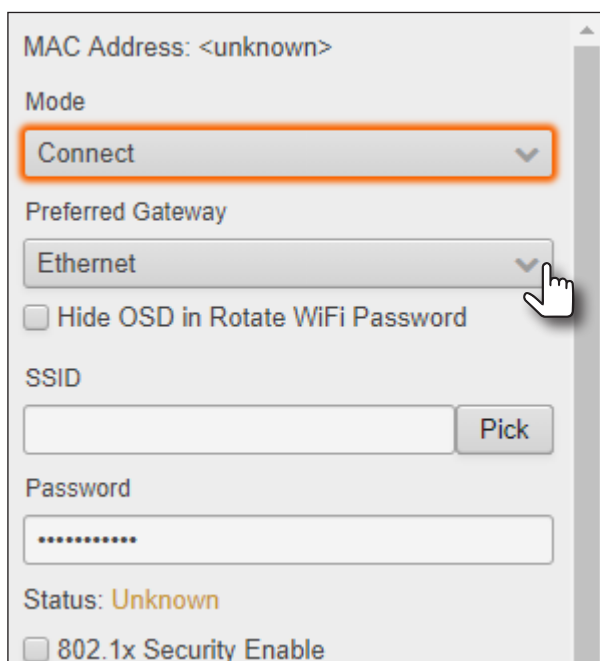 MAC Address: <unknown>
Mode
Connect
Preferred Gateway
Ethernet
Hide OSD in Rotate WiFi Password
SSID
Pick
Password
•••••••••••
Status: Unknown
802.1x Security Enable